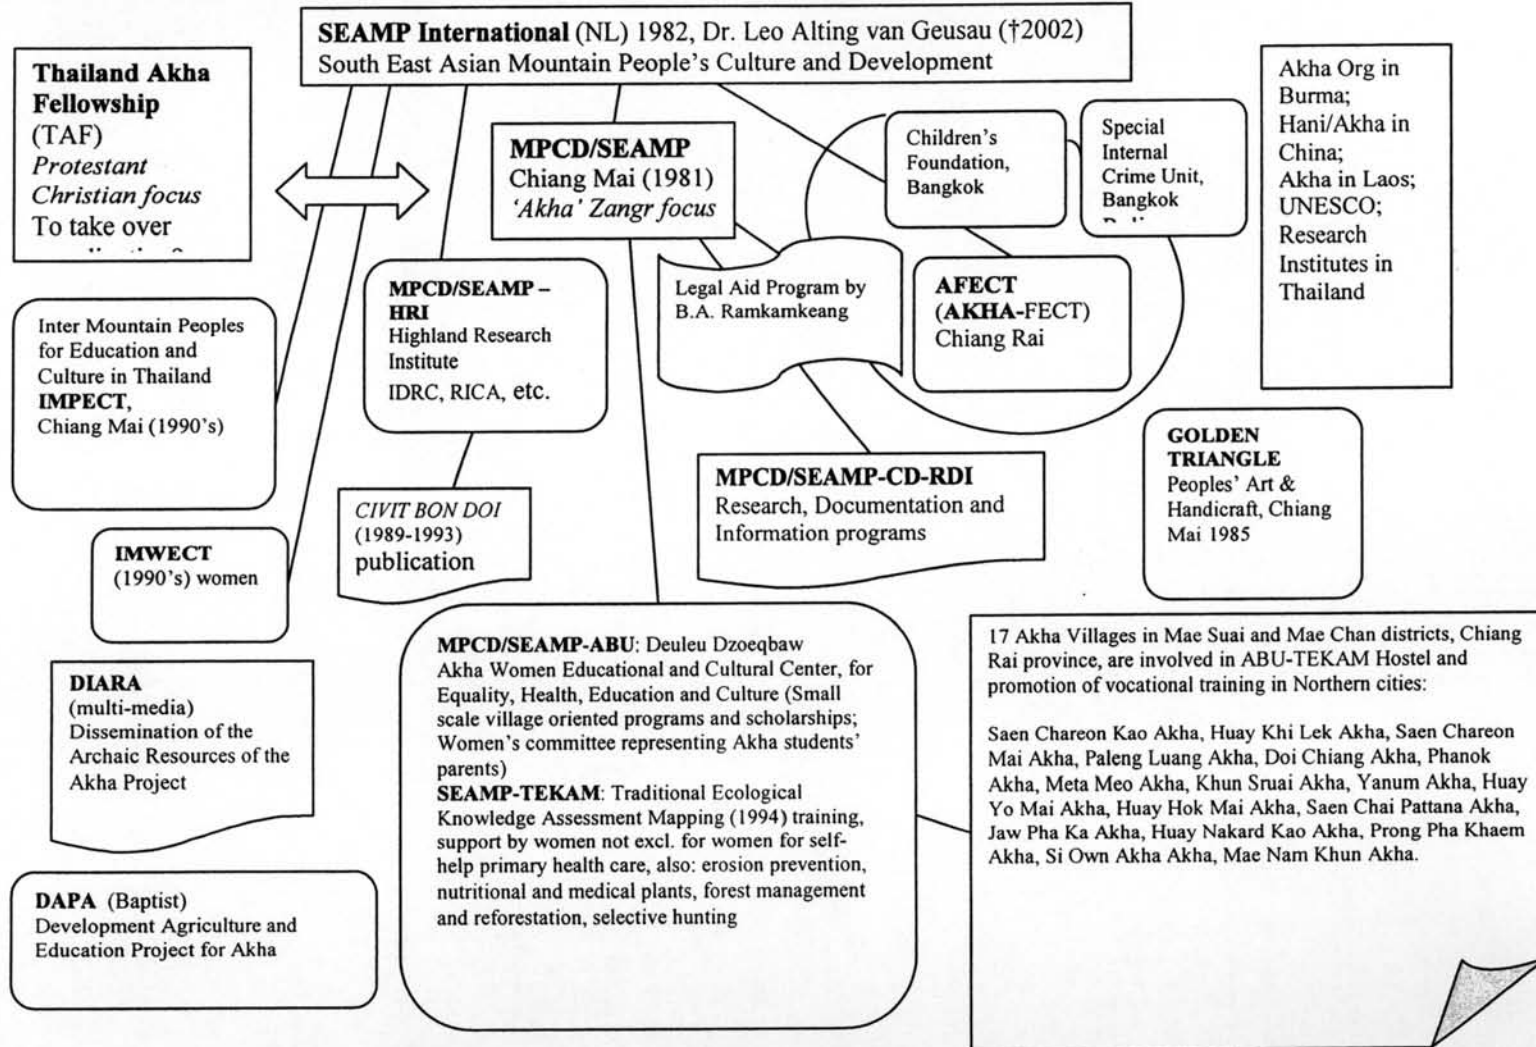 SEAMP International (NL) 1982, Dr. Leo Alting van Geusau (†2002)
South East Asian Mountain People's Culture and Development
Thailand Akha
Fellowship
(TAF)
Protestant
Christian focus
To take over
MPCD/SEAMP
Chiang Mai (1981)
'Akha' Zangr focus
Children's
Foundation,
Bangkok
Special
Internal
Crime Unit,
Bangkok
Akha Org in
Burma;
Hani/Akha in
China;
Akha in Laos;
UNESCO;
Research
Institutes in
Thailand
Inter Mountain Peoples
for Education and
Culture in Thailand
IMPECT,
Chiang Mai (1990's)
MPCD/SEAMP –
HRI
Highland Research
Institute
IDRC, RICA, etc.
Legal Aid Program by
B.A. Ramkamkeang
AFECT
(AKHA-FECT)
Chiang Rai
GOLDEN
TRIANGLE
Peoples' Art &
Handicraft, Chiang
Mai 1985
CIVIT BON DOI
(1989-1993)
publication
MPCD/SEAMP-CD-RDI
Research, Documentation and
Information programs
IMWECT
(1990's) women
DIARA
(multi-media)
Dissemination of the
Archaic Resources of the
Akha Project
DAPA (Baptist)
Development Agriculture and
Education Project for Akha
MPCD/SEAMP-ABU: Deuleu Dzoeqbaw
Akha Women Educational and Cultural Center, for
Equality, Health, Education and Culture (Small
scale village oriented programs and scholarships;
Women's committee representing Akha students'
parents)
SEAMP-TEKAM: Traditional Ecological
Knowledge Assessment Mapping (1994) training,
support by women not excl. for women for self-
help primary health care, also: erosion prevention,
nutritional and medical plants, forest management
and reforestation, selective hunting
17 Akha Villages in Mae Suai and Mae Chan districts, Chiang
Rai province, are involved in ABU-TEKAM Hostel and
promotion of vocational training in Northern cities:
Saen Chareon Kao Akha, Huay Khi Lek Akha, Saen Chareon
Mai Akha, Paleng Luang Akha, Doi Chiang Akha, Phanok
Akha, Meta Meo Akha, Khun Sruai Akha, Yanum Akha, Huay
Yo Mai Akha, Huay Hok Mai Akha, Saen Chai Pattana Akha,
Jaw Pha Ka Akha, Huay Nakard Kao Akha, Prong Pha Khaem
Akha, Si Own Akha Akha, Mae Nam Khun Akha.